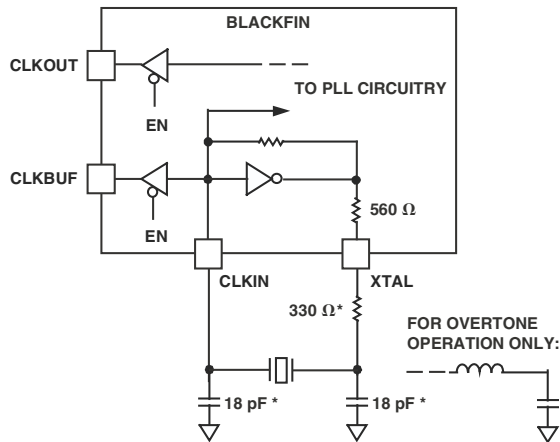 BLACKFIN
CLKOUT
TO PLL CIRCUITRY
EN
CLKBUF
560 Ω
EN
CLKIN
XTAL
330 Ω*
FOR OVERTONE
OPERATION ONLY:
18 pF *
18 pF *